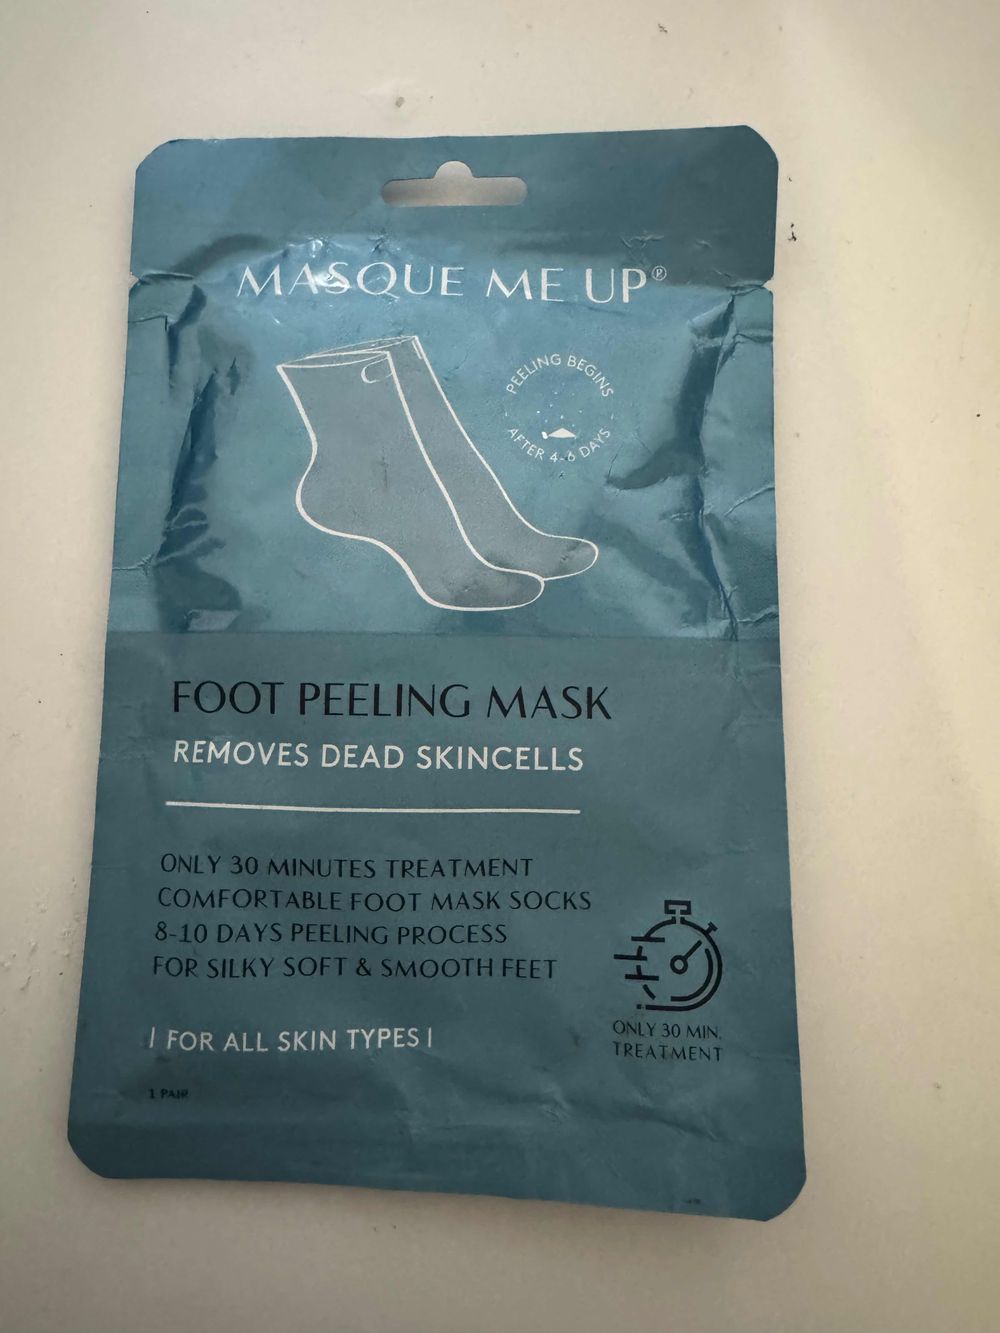 MASQUE ME UP®
PEELING BEGINS
AFTER 4-6 DAYS
FOOT PEELING MASK
REMOVES DEAD SKINCELLS
ONLY 30 MINUTES TREATMENT
COMFORTABLE FOOT MASK SOCKS
8-10 DAYS PEELING PROCESS
FOR SILKY SOFT & SMOOTH FEET
| FOR ALL SKIN TYPES |
ONLY 30 MIN.
TREATMENT
1 PAIR